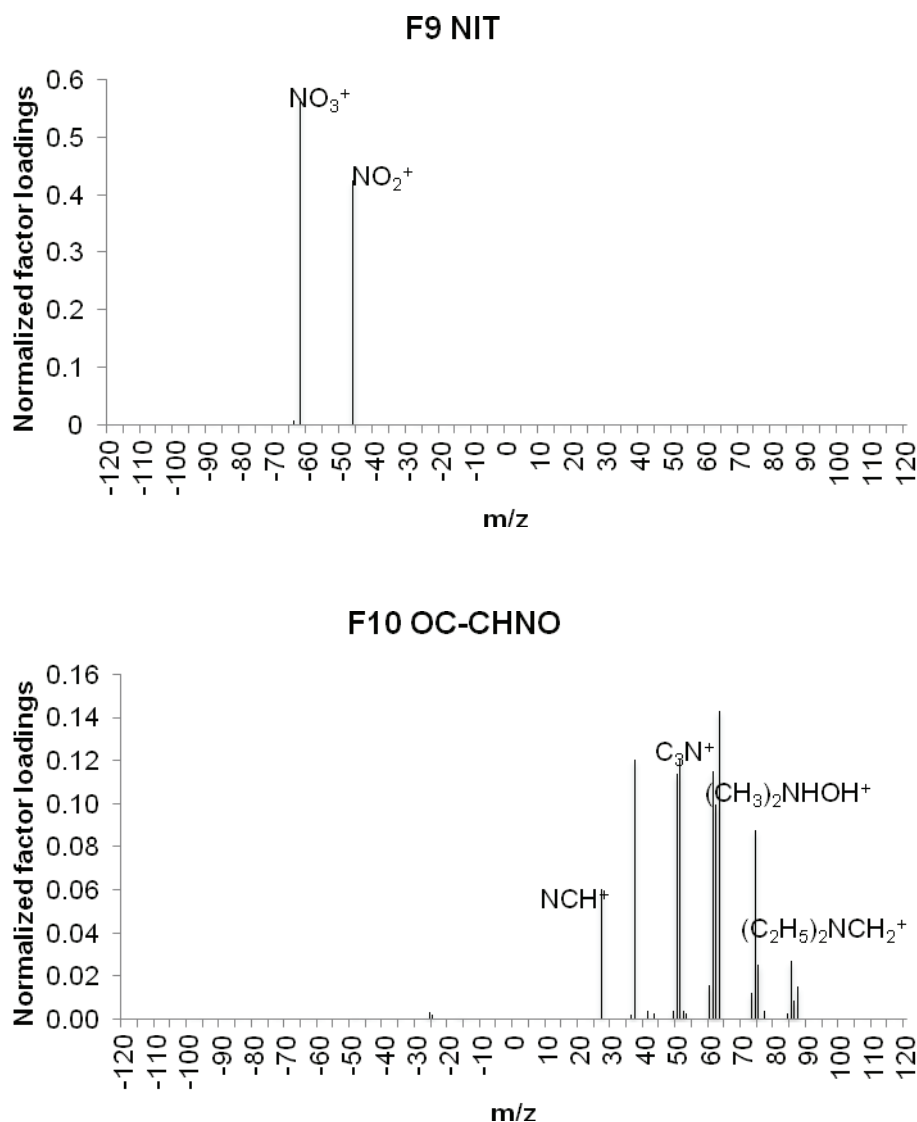 F9 NIT
Normalized factor loadings
0.6
0.5
0.4
0.3
0.2
0.1
0
NO₃⁺
NO₂⁺
-120 -110 -100 -90 -80 -70 -60 -50 -40 -30 -20 -10 0 10 20 30 40 50 60 70 80 90 100 110 120
m/z
F10 OC-CHNO
Normalized factor loadings
0.16
0.14
0.12
0.10
0.08
0.06
0.04
0.02
0.00
C₃N⁺
(CH₃)₂NHOH⁺
NCH⁺
(C₂H₅)₂NCH₂⁺
-120 -110 -100 -90 -80 -70 -60 -50 -40 -30 -20 -10 0 10 20 30 40 50 60 70 80 90 100 110 120
m/z